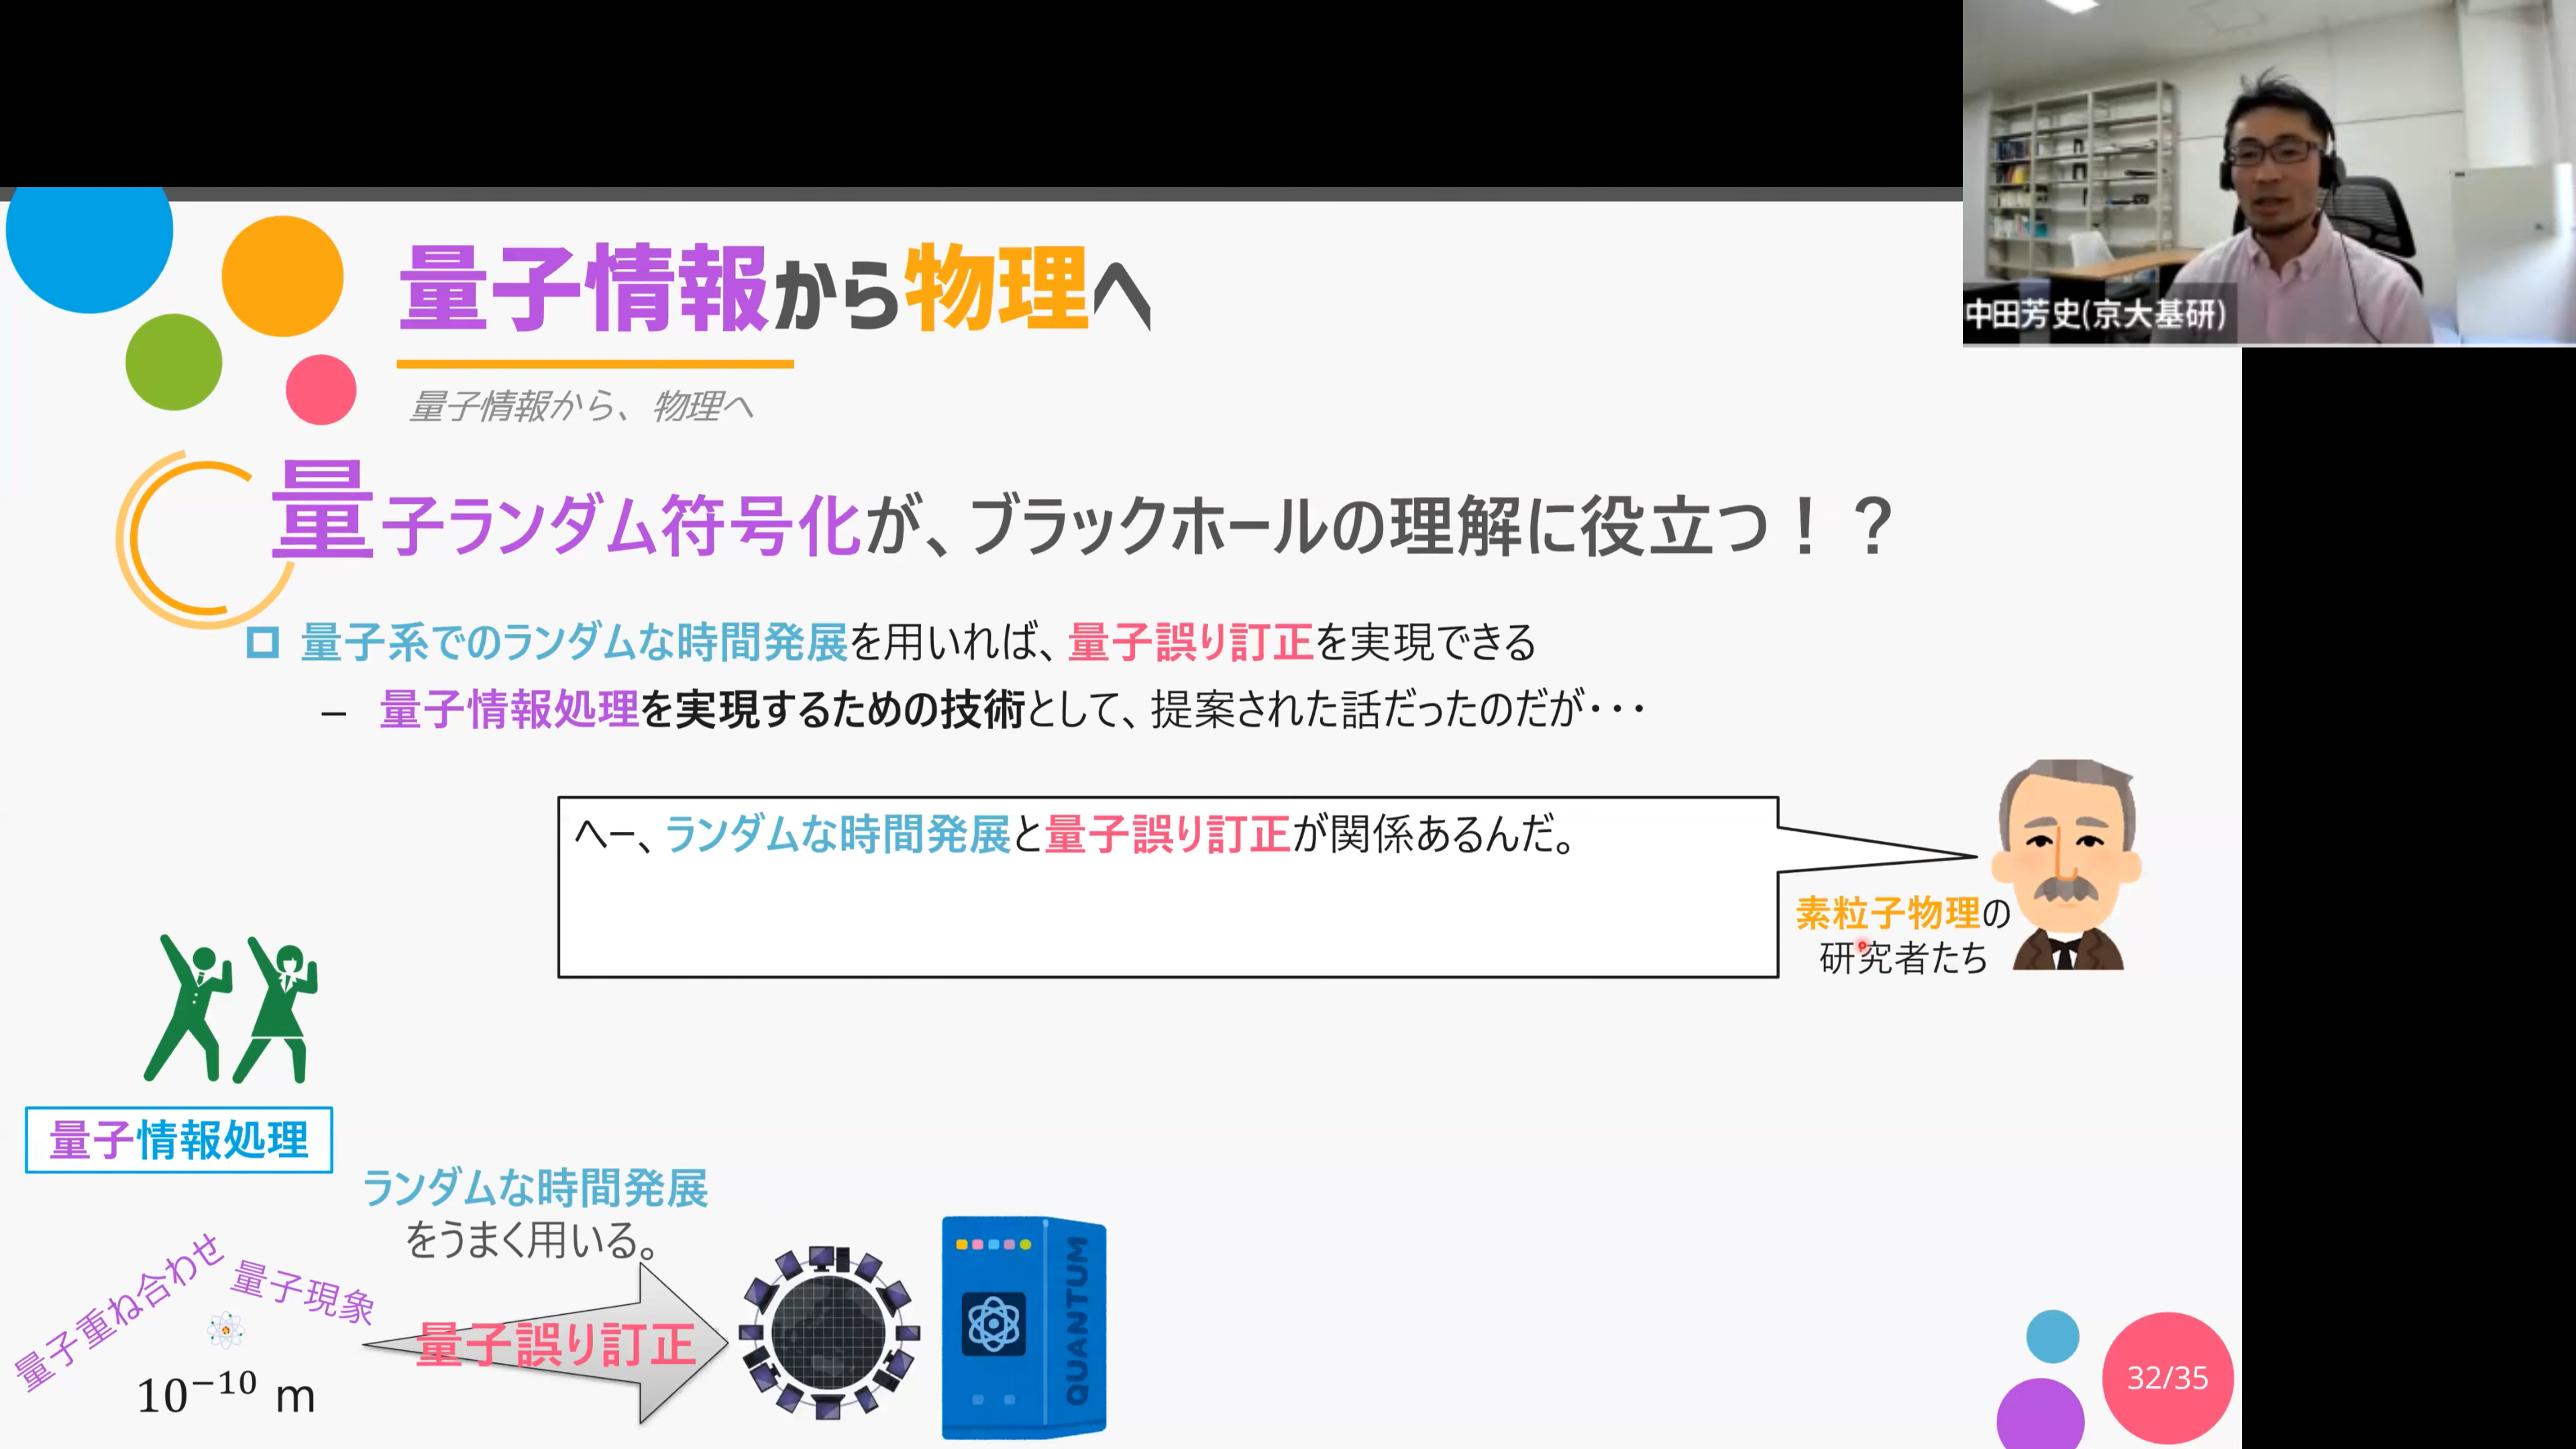 中田芳史(京大基研)
量子情報から物理へ
量子情報から、物理へ
量子ランダム符号化が、ブラックホールの理解に役立つ！？
量子系でのランダムな時間発展を用いれば、量子誤り訂正を実現できる
– 量子情報処理を実現するための技術として、提案された話だったのだが・・・
へー、ランダムな時間発展と量子誤り訂正が関係あるんだ。
素粒子物理の
研究者たち
量子情報処理
ランダムな時間発展
をうまく用いる。
量子重ね合わせ
量子現象
量子誤り訂正
10⁻¹⁰ m
QUANTUM
32/35